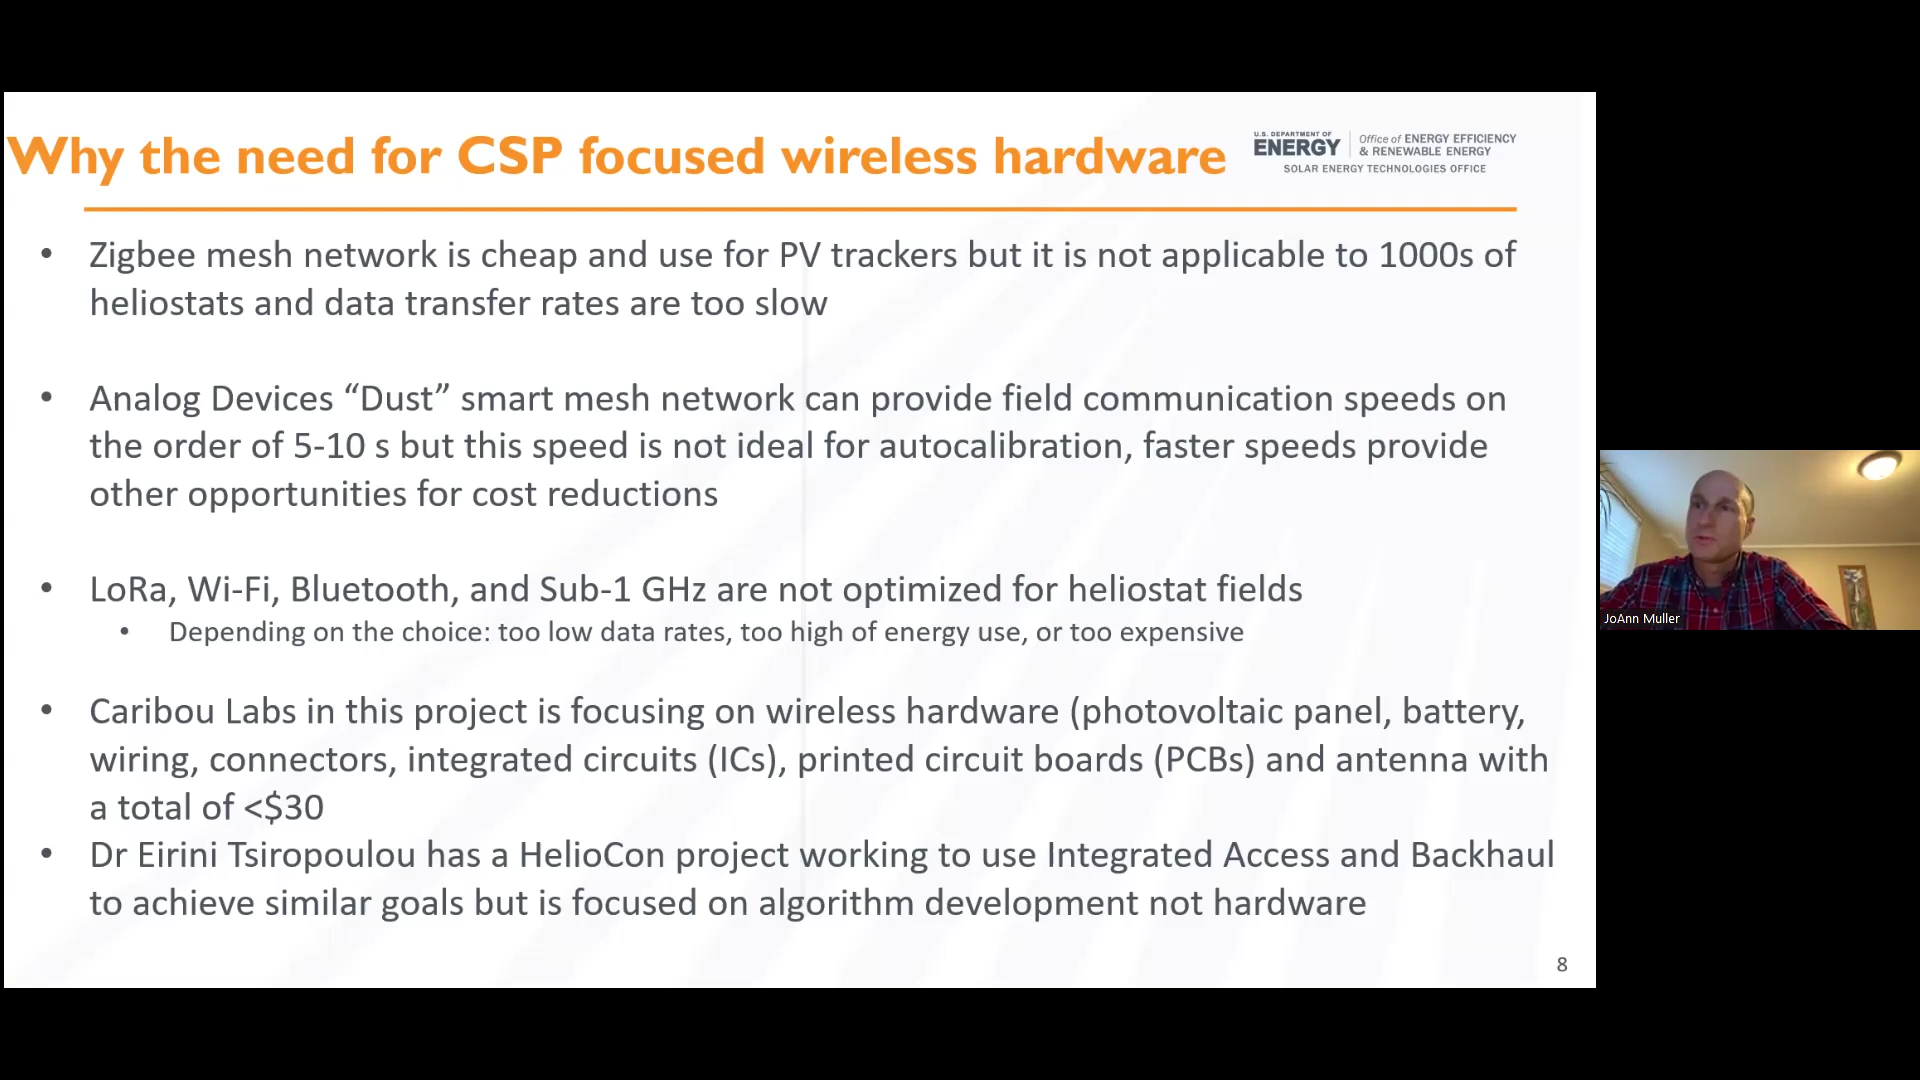 Why the need for CSP focused wireless hardware
U.S. DEPARTMENT OF
ENERGY
Office of ENERGY EFFICIENCY
& RENEWABLE ENERGY
SOLAR ENERGY TECHNOLOGIES OFFICE
• Zigbee mesh network is cheap and use for PV trackers but it is not applicable to 1000s of
heliostats and data transfer rates are too slow
• Analog Devices “Dust” smart mesh network can provide field communication speeds on
the order of 5-10 s but this speed is not ideal for autocalibration, faster speeds provide
other opportunities for cost reductions
• LoRa, Wi-Fi, Bluetooth, and Sub-1 GHz are not optimized for heliostat fields
• Depending on the choice: too low data rates, too high of energy use, or too expensive
• Caribou Labs in this project is focusing on wireless hardware (photovoltaic panel, battery,
wiring, connectors, integrated circuits (ICs), printed circuit boards (PCBs) and antenna with
a total of <$30
• Dr Eirini Tsiropoulou has a HelioCon project working to use Integrated Access and Backhaul
to achieve similar goals but is focused on algorithm development not hardware
8
JoAnn Muller